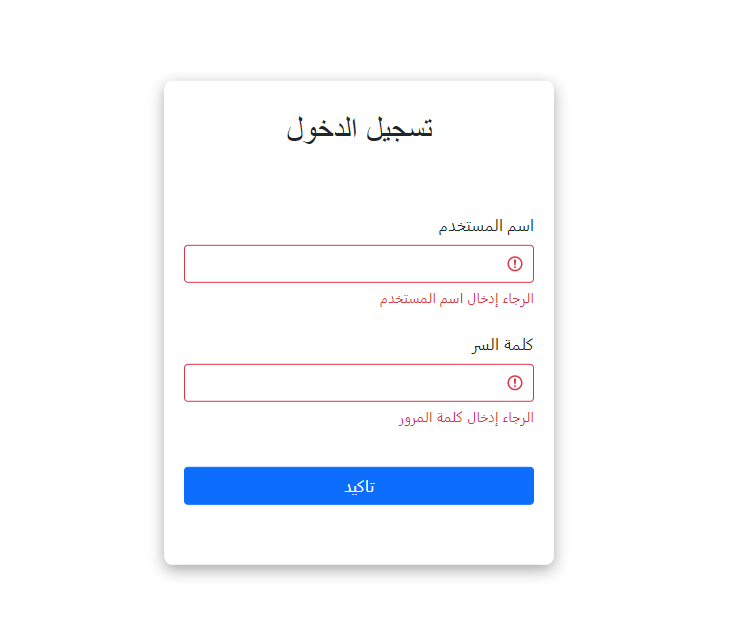 تسجيل الدخول
اسم المستخدم
الرجاء إدخال اسم المستخدم
كلمة السر
الرجاء إدخال كلمة المرور
تاكيد